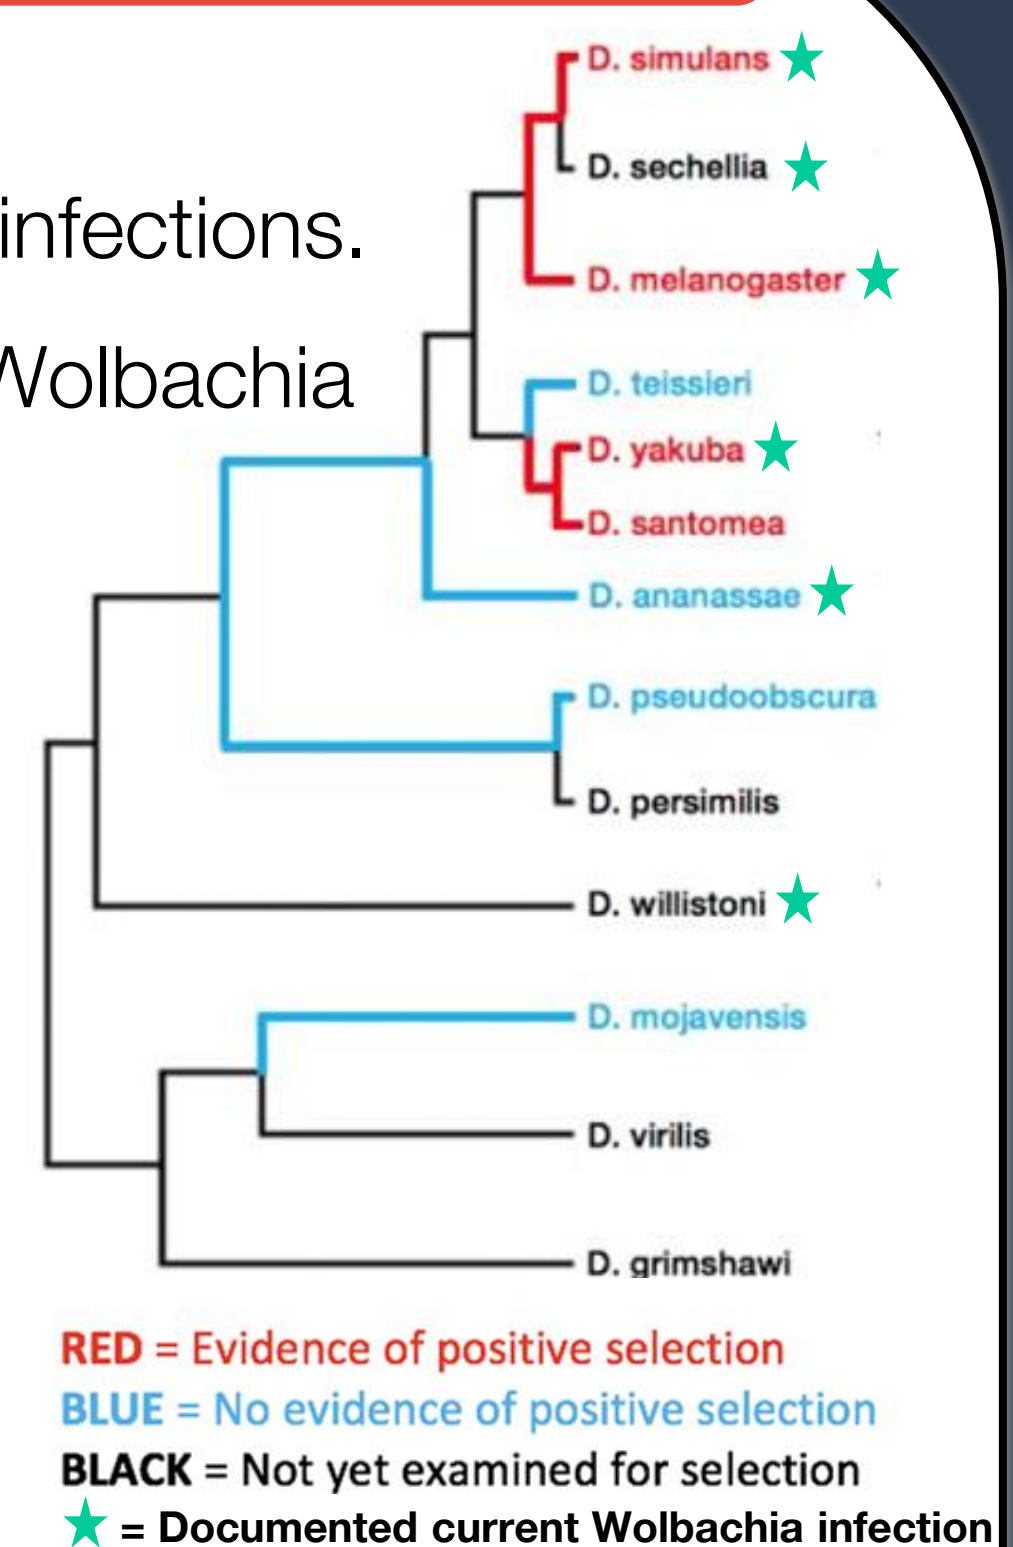 D. simulans
D. sechellia
infections.
D. melanogaster
Wolbachia
D. teissieri
D. yakuba
D. santomea
D. ananassae
D. pseudoobscura
D. persimilis
D. willistoni
D. mojavensis
D. virilis
D. grimshawi
RED = Evidence of positive selection
BLUE = No evidence of positive selection
BLACK = Not yet examined for selection
★ = Documented current Wolbachia infection